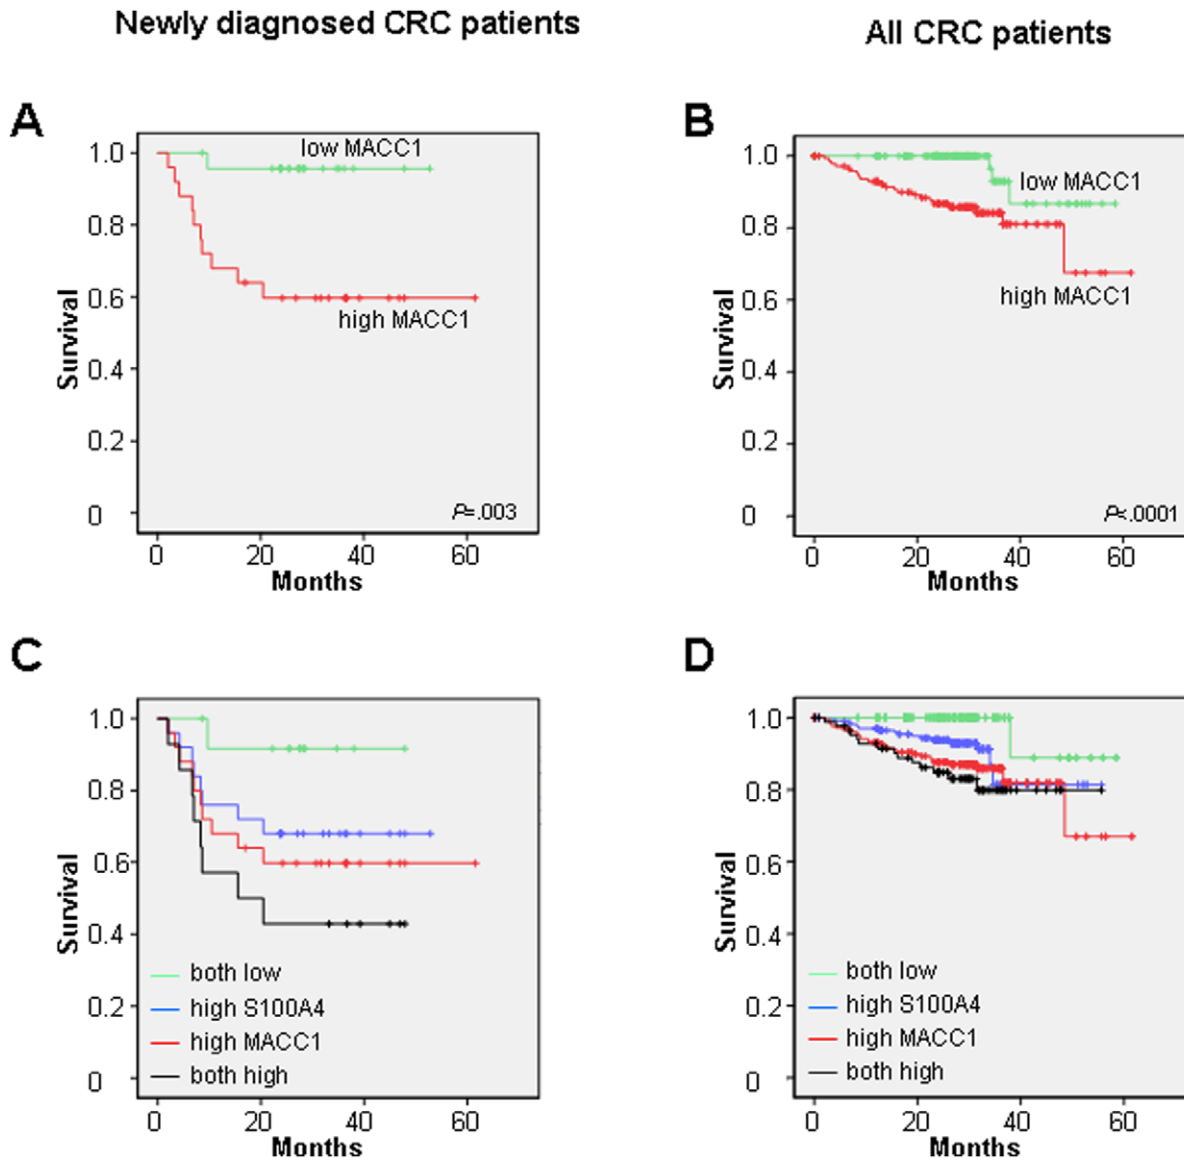 Newly diagnosed CRC patients
All CRC patients
A
1.0
0.8
0.6
0.4
0.2
0
Survival
low MACC1
high MACC1
P=.003
0 20 40 60
Months
B
1.0
0.8
0.6
0.4
0.2
0
Survival
low MACC1
high MACC1
P<.0001
0 20 40 60
Months
C
1.0
0.8
0.6
0.4
0.2
0
Survival
both low
high S100A4
high MACC1
both high
0 20 40 60
Months
D
1.0
0.8
0.6
0.4
0.2
0
Survival
both low
high S100A4
high MACC1
both high
0 20 40 60
Months